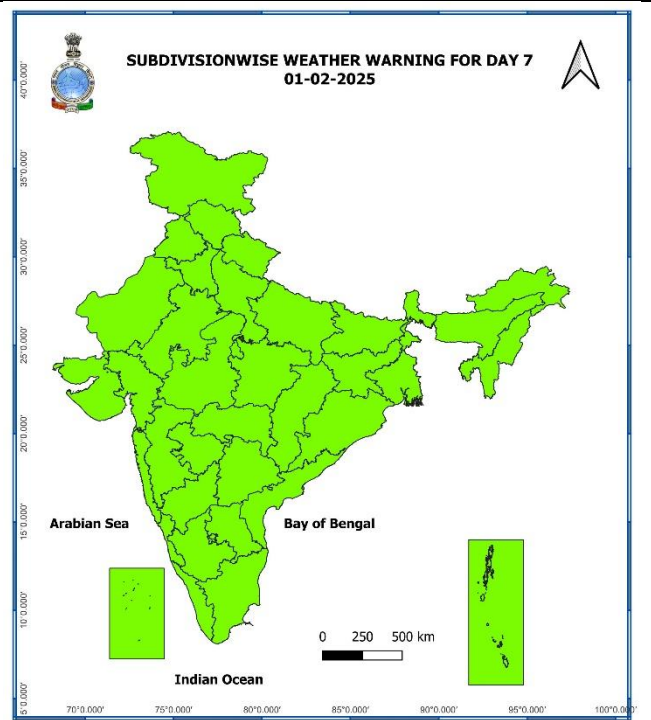 SUBDIVISIONWISE WEATHER WARNING FOR DAY 7
01-02-2025
40°0.000'
35°0.000'
30°0.000'
25°0.000'
20°0.000'
15°0.000'
10°0.000'
5°0.000'
Arabian Sea
Bay of Bengal
0 250 500 km
Indian Ocean
70°0.000' 75°0.000' 80°0.000' 85°0.000' 90°0.000' 95°0.000' 100°0.000'